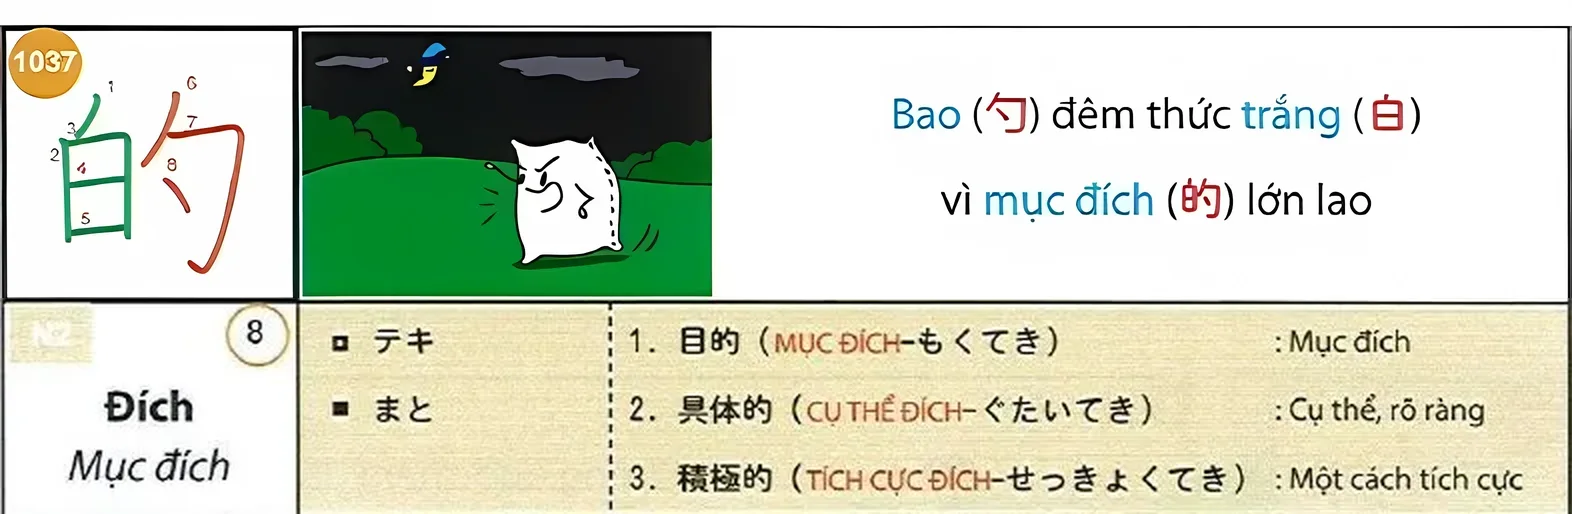 1037
1
2
3
4
5
6
7
8
Bao (勺) đêm thức trắng (白)
vì mục đích (的) lớn lao
N2
8
Đích
Mục đích
テキ
まと
1. 目的 (MỤC ĐÍCH-もくてき) : Mục đích
2. 具体的 (CỤ THỂ ĐÍCH-ぐたいてき) : Cụ thể, rõ ràng
3. 積極的 (TÍCH CỰC ĐÍCH-せっきょくてき) : Một cách tích cực